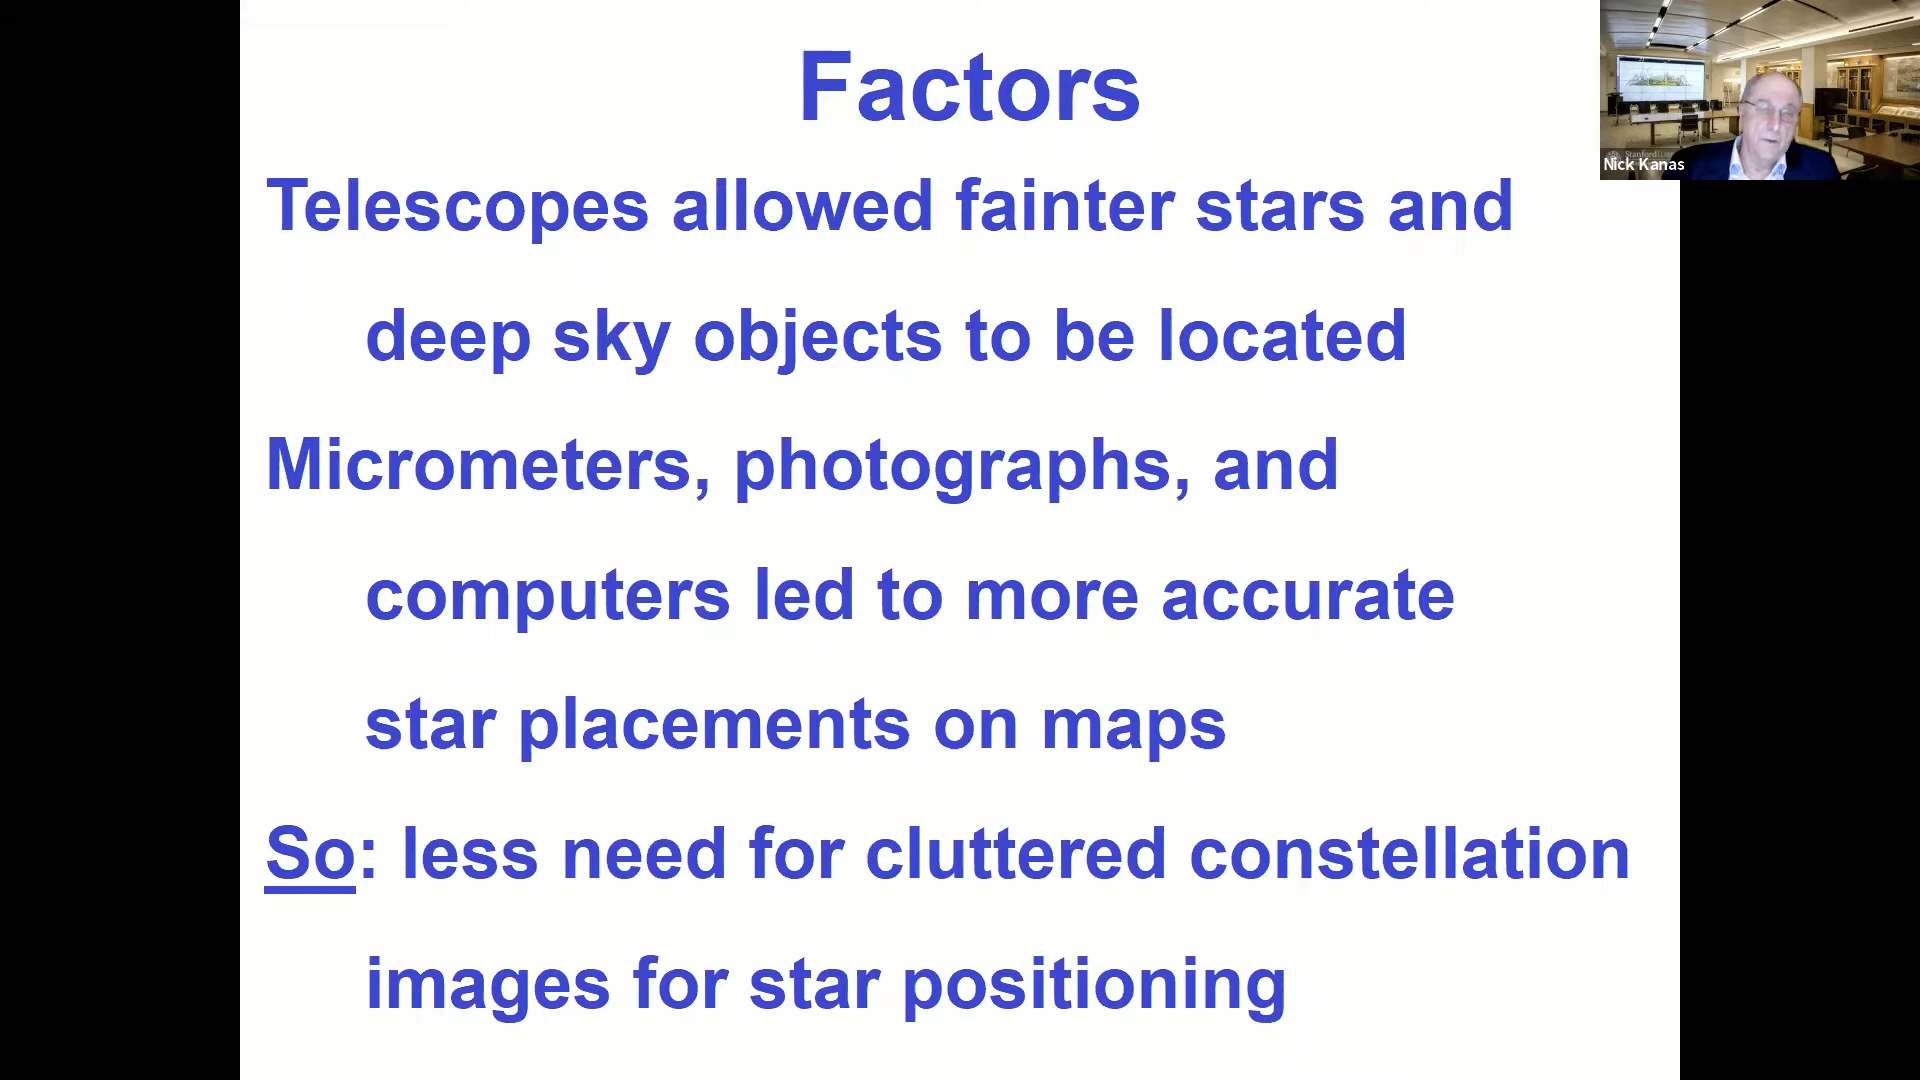 Factors
Telescopes allowed fainter stars and
deep sky objects to be located
Micrometers, photographs, and
computers led to more accurate
star placements on maps
So: less need for cluttered constellation
images for star positioning
Nick Kanas